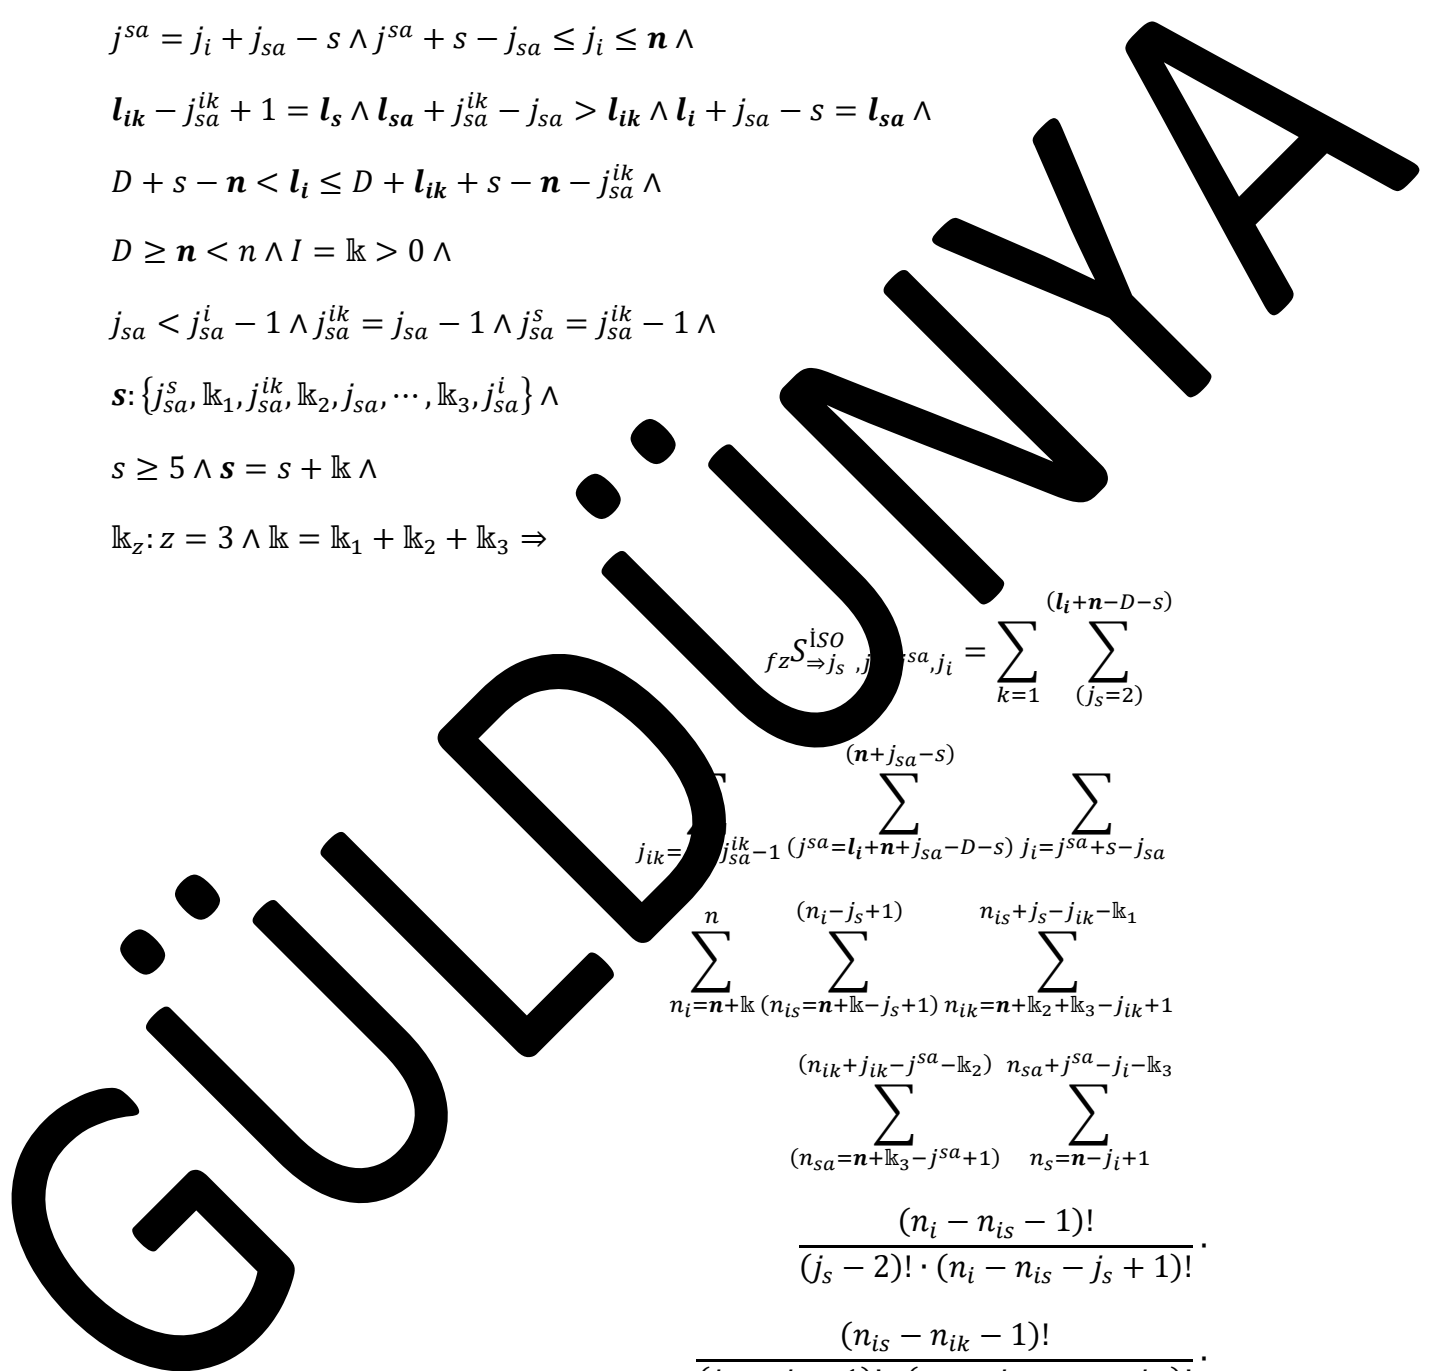 j^{sa} = j_i + j_{sa} − s ∧ j^{sa} + s − j_{sa} ≤ j_i ≤ 𝒏 ∧
𝒍_{𝒊𝒌} − j_{sa}^{ik} + 1 = 𝒍_𝒔 ∧ 𝒍_{𝒔𝒂} + j_{sa}^{ik} − j_{sa} > 𝒍_{𝒊𝒌} ∧ 𝒍_𝒊 + j_{sa} − s = 𝒍_{𝒔𝒂} ∧
D + s − 𝒏 < 𝒍_𝒊 ≤ D + 𝒍_{𝒊𝒌} + s − 𝒏 − j_{sa}^{ik} ∧
D ≥ 𝒏 < n ∧ I = 𝕜 > 0 ∧
j_{sa} < j_{sa}^i − 1 ∧ j_{sa}^{ik} = j_{sa} − 1 ∧ j_{sa}^s = j_{sa}^{ik} − 1 ∧
𝒔: {j_{sa}^s, 𝕜_1, j_{sa}^{ik}, 𝕜_2, j_{sa}, ⋯ , 𝕜_3, j_{sa}^i} ∧
s ≥ 5 ∧ 𝒔 = s + 𝕜 ∧
𝕜_z: z = 3 ∧ 𝕜 = 𝕜_1 + 𝕜_2 + 𝕜_3 ⇒
_{fz}S^{İSO}_{⇒j_s ,j ^{sa},j_i} = ∑_{k=1} ∑_{(j_s=2)}^{(𝒍_𝒊+𝒏−D−s)}
∑_{j_{ik}= j_{sa}^{ik}−1} ∑_{(j^{sa}=𝒍_𝒊+𝒏+j_{sa}−D−s)}^{(𝒏+j_{sa}−s)} ∑_{j_i=j^{sa}+s−j_{sa}}
∑_{n_i=𝒏+𝕜}^{n} ∑_{(n_{is}=𝒏+𝕜−j_s+1)}^{(n_i−j_s+1)} ∑_{n_{ik}=𝒏+𝕜_2+𝕜_3−j_{ik}+1}^{n_{is}+j_s−j_{ik}−𝕜_1}
∑_{(n_{sa}=𝒏+𝕜_3−j^{sa}+1)}^{(n_{ik}+j_{ik}−j^{sa}−𝕜_2)} ∑_{n_s=𝒏−j_i+1}^{n_{sa}+j^{sa}−j_i−𝕜_3}
(n_i − n_{is} − 1)!
(j_s − 2)! · (n_i − n_{is} − j_s + 1)! ·
(n_{is} − n_{ik} − 1)! ·
GÜLDÜNYA